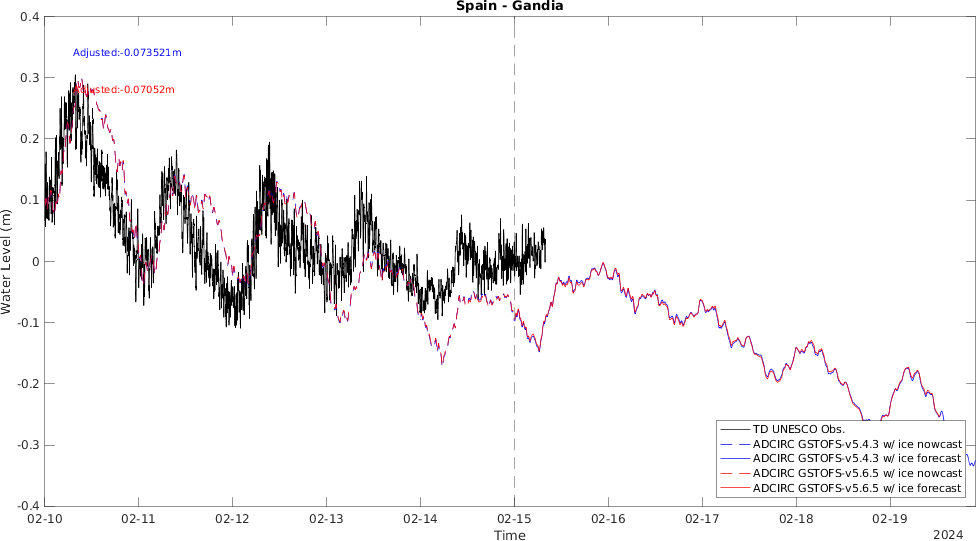 Spain - Gandia
0.4
0.3
0.2
0.1
0
-0.1
-0.2
-0.3
-0.4
Water Level (m)
Adjusted:-0.073521m
Adjusted:-0.07052m
TD UNESCO Obs.
ADCIRC GSTOFS-v5.4.3 w/ ice nowcast
ADCIRC GSTOFS-v5.4.3 w/ ice forecast
ADCIRC GSTOFS-v5.6.5 w/ ice nowcast
ADCIRC GSTOFS-v5.6.5 w/ ice forecast
02-10 02-11 02-12 02-13 02-14 02-15 02-16 02-17 02-18 02-19
Time
2024